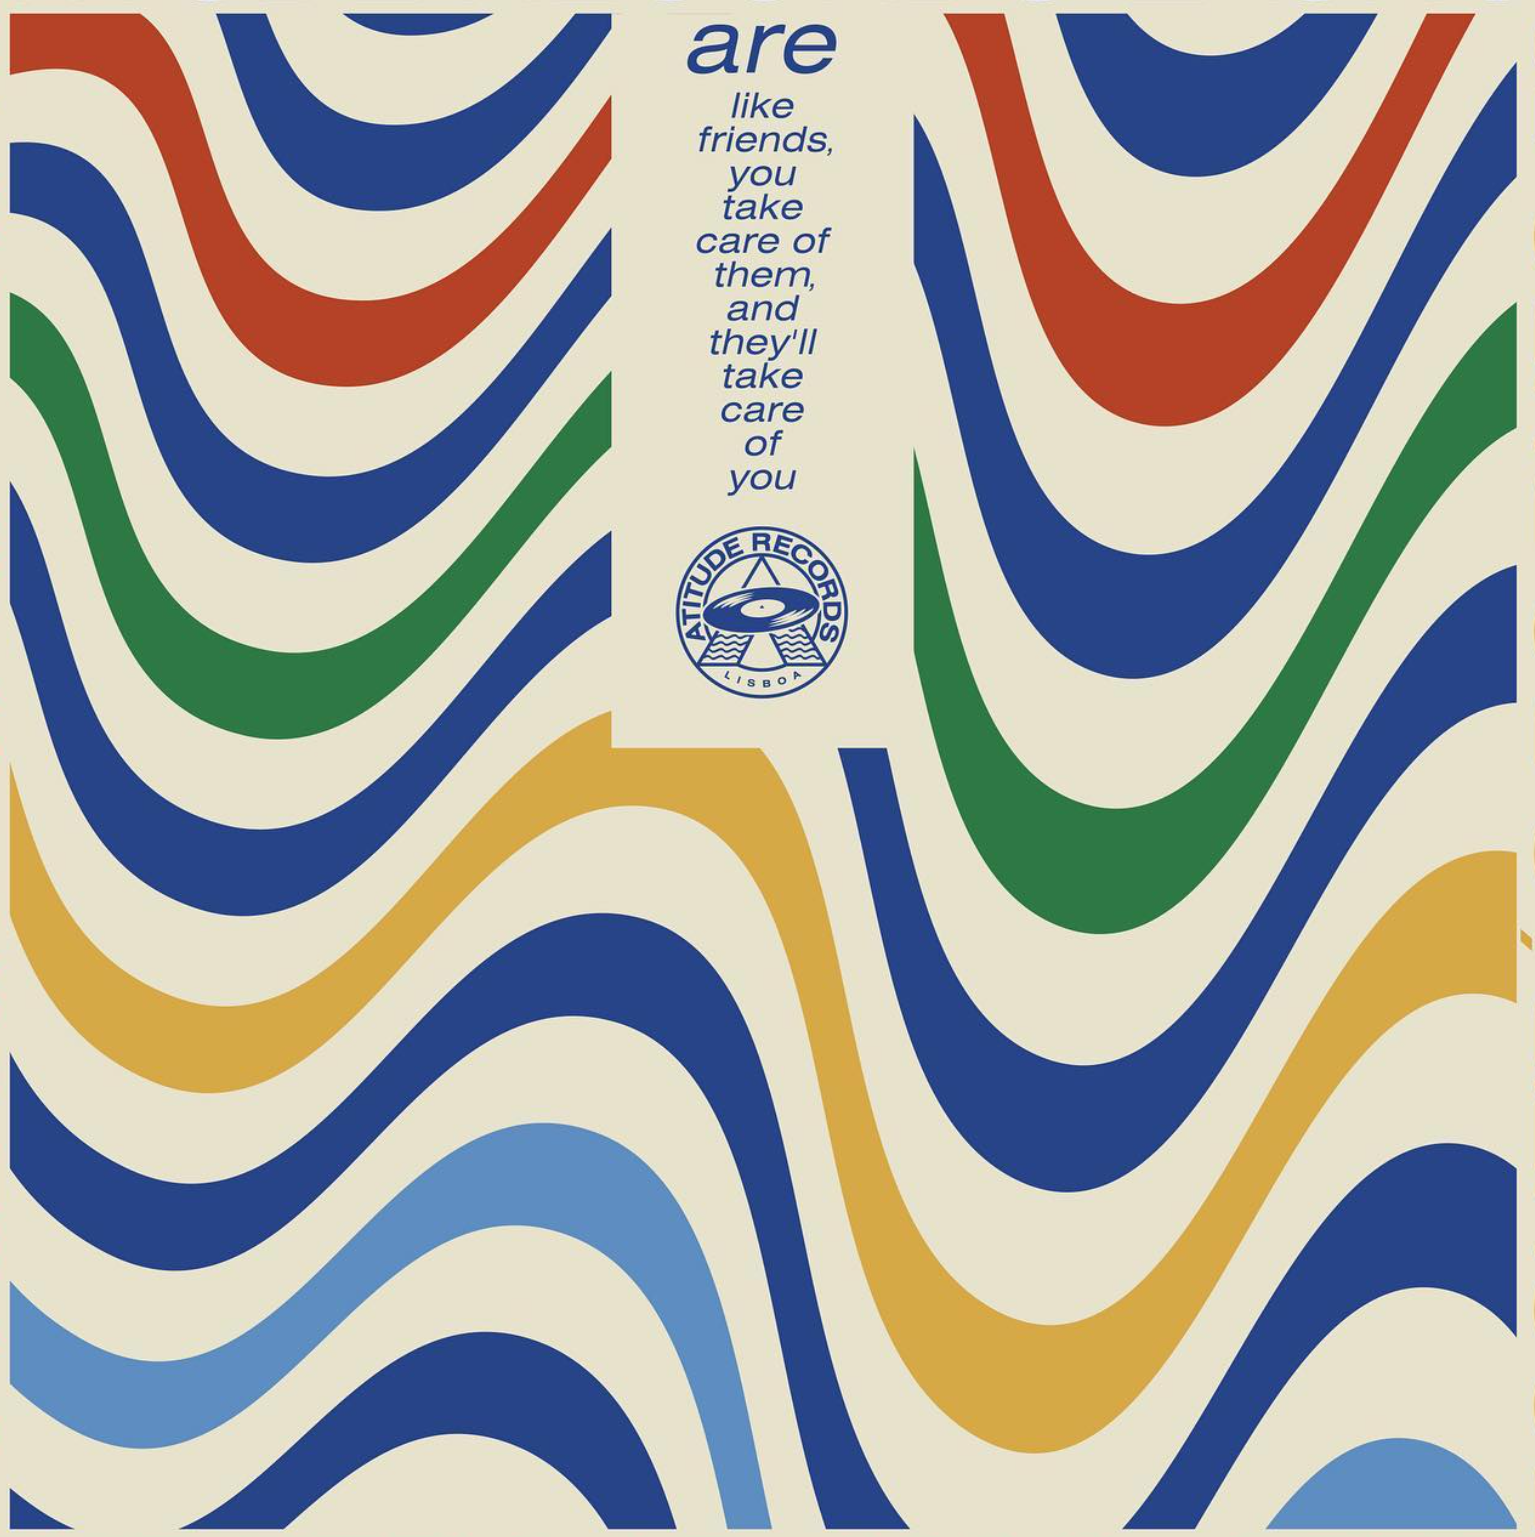 are
like
friends,
you
take
care of
them,
and
they'll
take
care
of
you
ATITUDE RECORDS
LISBOA